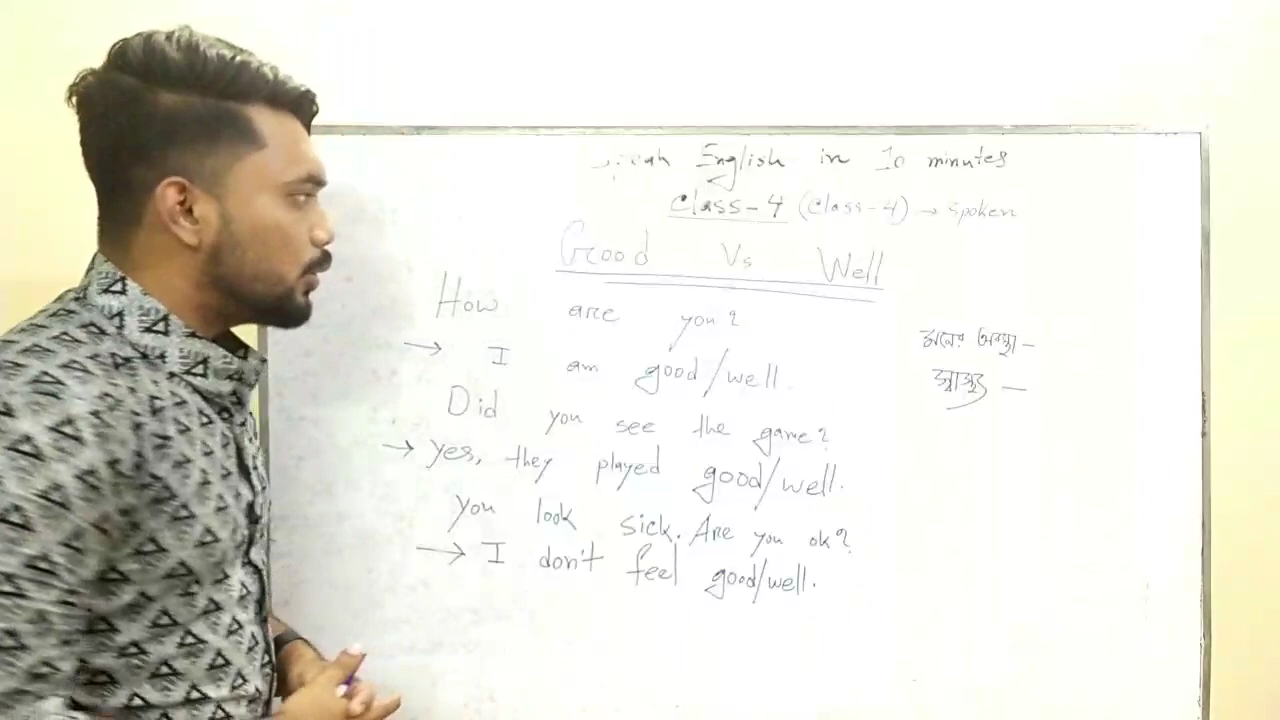 English in 10 minutes
Class-4 (Class-4) → spoken
Good Vs Well
How are you?
→ I am good/well.
Did you see the game?
→ yes, they played good/well.
you look sick. Are you ok?
→ I don't feel good/well.
মনের অবস্থা –
স্বাস্থ্য –